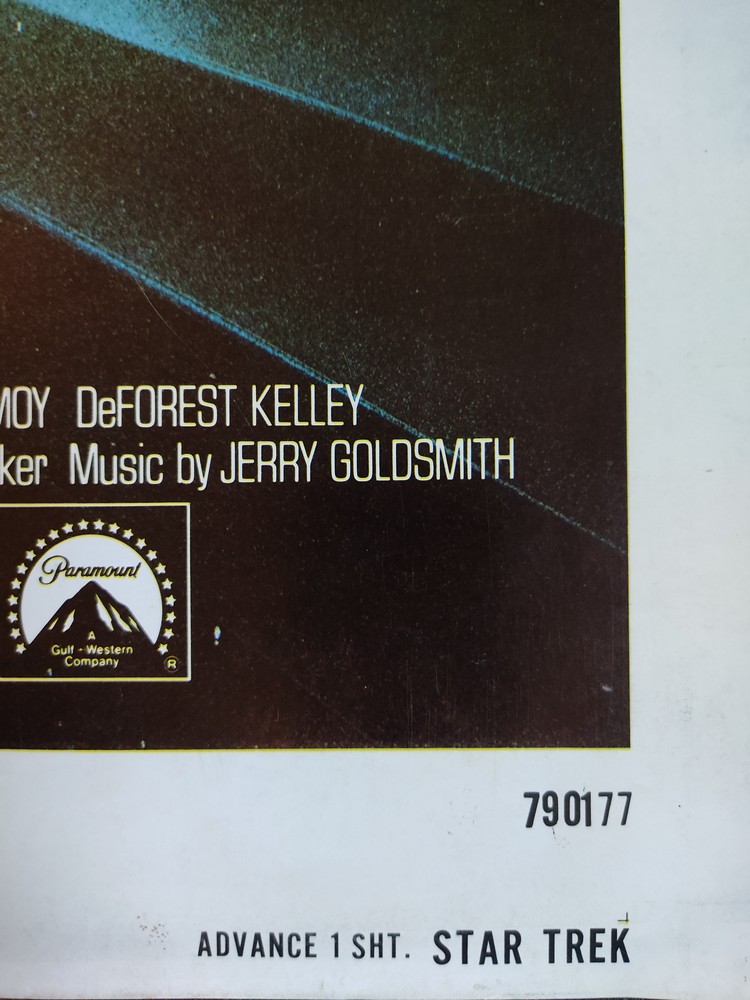 MOY DeFOREST KELLEY
ker Music by JERRY GOLDSMITH
Paramount
A
Gulf + Western
Company
®
790177
ADVANCE 1 SHT. STAR TREK